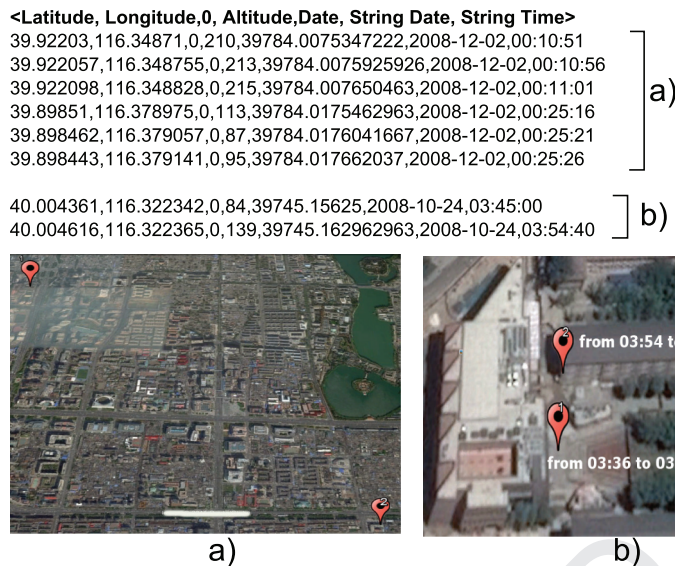 <Latitude, Longitude,0, Altitude,Date, String Date, String Time>
39.92203,116.34871,0,210,39784.0075347222,2008-12-02,00:10:51
39.922057,116.348755,0,213,39784.0075925926,2008-12-02,00:10:56
39.922098,116.348828,0,215,39784.007650463,2008-12-02,00:11:01
39.89851,116.378975,0,113,39784.0175462963,2008-12-02,00:25:16
39.898462,116.379057,0,87,39784.0176041667,2008-12-02,00:25:21
39.898443,116.379141,0,95,39784.017662037,2008-12-02,00:25:26
a)
40.004361,116.322342,0,84,39745.15625,2008-10-24,03:45:00
40.004616,116.322365,0,139,39745.162962963,2008-10-24,03:54:40
b)
2
2
from 03:54
1
from 03:36 to 03
a)
b)